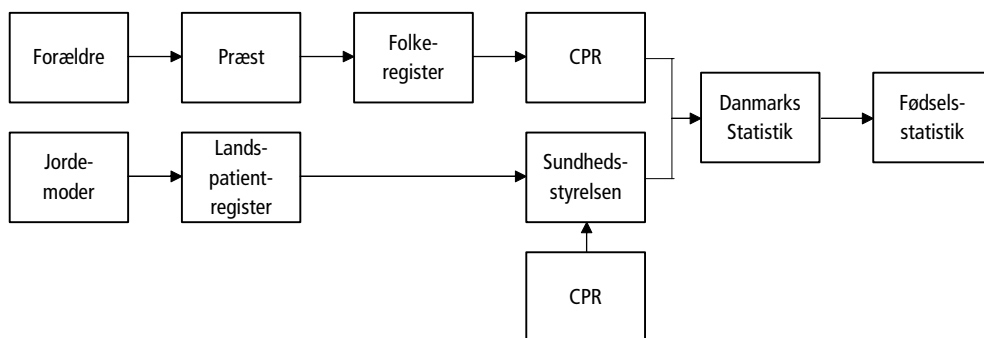 Forældre
Præst
Folke-
register
CPR
Danmarks
Statistik
Fødsels-
statistik
Jorde-
moder
Lands-
patient-
register
Sundheds-
styrelsen
CPR